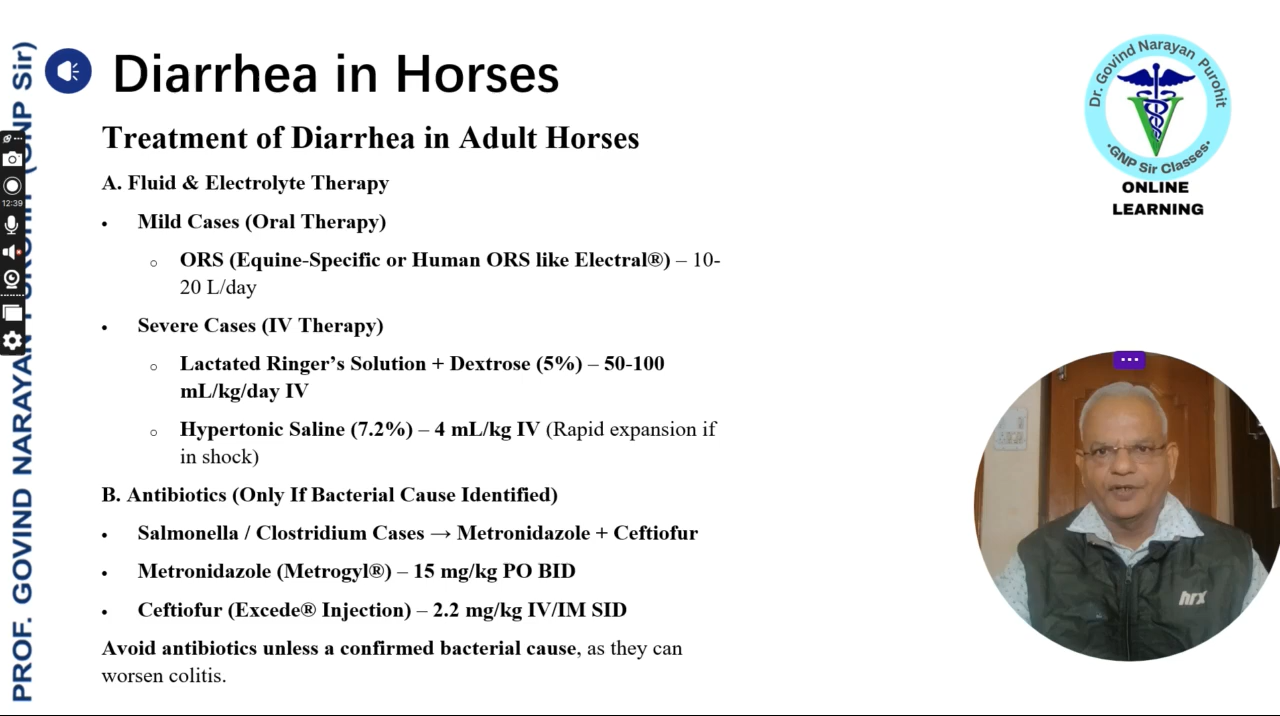 Diarrhea in Horses
Treatment of Diarrhea in Adult Horses
A. Fluid & Electrolyte Therapy
• Mild Cases (Oral Therapy)
○ ORS (Equine-Specific or Human ORS like Electral®) – 10-
20 L/day
• Severe Cases (IV Therapy)
○ Lactated Ringer’s Solution + Dextrose (5%) – 50-100
mL/kg/day IV
○ Hypertonic Saline (7.2%) – 4 mL/kg IV (Rapid expansion if
in shock)
B. Antibiotics (Only If Bacterial Cause Identified)
• Salmonella / Clostridium Cases → Metronidazole + Ceftiofur
• Metronidazole (Metrogyl®) – 15 mg/kg PO BID
• Ceftiofur (Excede® Injection) – 2.2 mg/kg IV/IM SID
Avoid antibiotics unless a confirmed bacterial cause, as they can
worsen colitis.
PROF. GOVIND NARAYAN (GNP Sir)
12:39
Dr. Govind Narayan Purohit
•GNP Sir Classes•
ONLINE
LEARNING
hrx